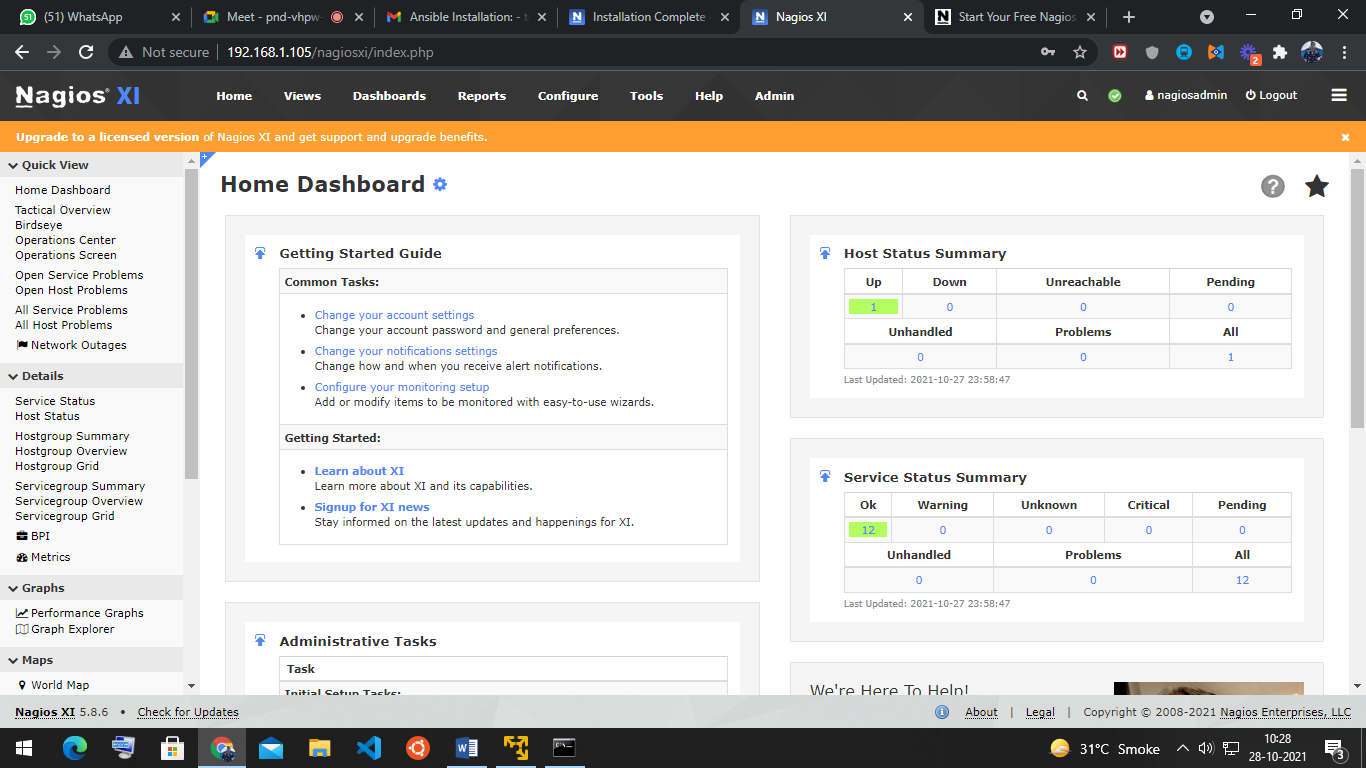 (51) WhatsApp
Meet - pnd-vhpw-
Ansible Installation: - t
Installation Complete
Nagios XI
Start Your Free Nagios
Not secure
192.168.1.105/nagiosxi/index.php
2
Nagios® XI
Home
Views
Dashboards
Reports
Configure
Tools
Help
Admin
nagiosadmin
Logout
Upgrade to a licensed version of Nagios XI and get support and upgrade benefits.
Quick View
Home Dashboard
Tactical Overview
Birdseye
Operations Center
Operations Screen
Open Service Problems
Open Host Problems
All Service Problems
All Host Problems
Network Outages
Details
Service Status
Host Status
Hostgroup Summary
Hostgroup Overview
Hostgroup Grid
Servicegroup Summary
Servicegroup Overview
Servicegroup Grid
BPI
Metrics
Graphs
Performance Graphs
Graph Explorer
Maps
World Map
Home Dashboard
Getting Started Guide
Common Tasks:
Change your account settings
Change your account password and general preferences.
Change your notifications settings
Change how and when you receive alert notifications.
Configure your monitoring setup
Add or modify items to be monitored with easy-to-use wizards.
Getting Started:
Learn about XI
Learn more about XI and its capabilities.
Signup for XI news
Stay informed on the latest updates and happenings for XI.
Administrative Tasks
Task
Initial Setup Tasks:
Host Status Summary
Up Down Unreachable Pending
1 0 0 0
Unhandled Problems All
0 0 1
Last Updated: 2021-10-27 23:58:47
Service Status Summary
Ok Warning Unknown Critical Pending
12 0 0 0 0
Unhandled Problems All
0 0 12
Last Updated: 2021-10-27 23:58:47
We're Here To Help!
Nagios XI 5.8.6 • Check for Updates
About | Legal | Copyright © 2008-2021 Nagios Enterprises, LLC
31°C Smoke
10:28
28-10-2021
3